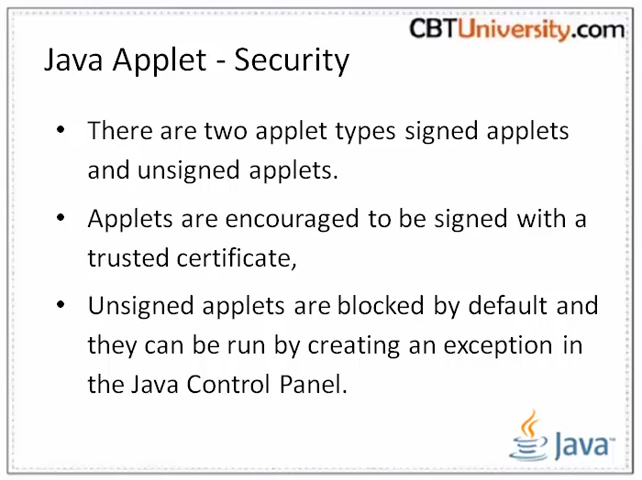 CBTUniversity.com
Java Applet - Security
• There are two applet types signed applets
and unsigned applets.
• Applets are encouraged to be signed with a
trusted certificate,
• Unsigned applets are blocked by default and
they can be run by creating an exception in
the Java Control Panel.
Java™